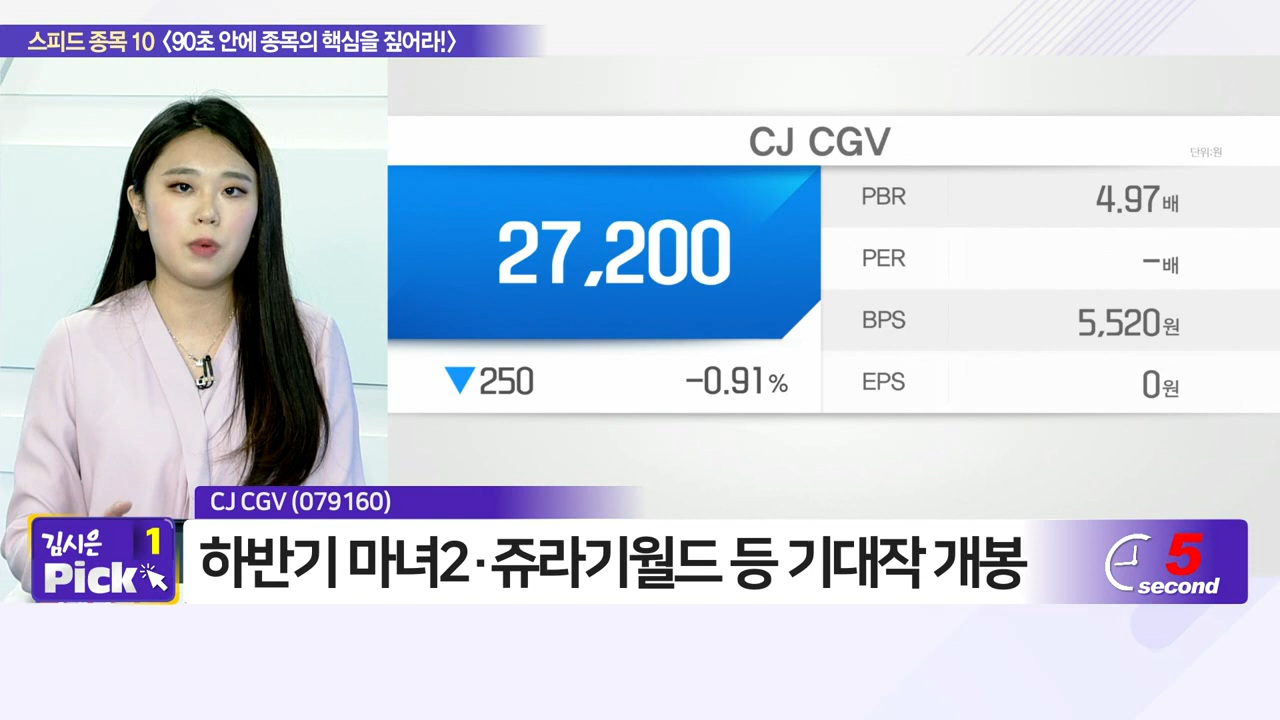 스피드 종목 10 〈90초 안에 종목의 핵심을 짚어라!〉
CJ CGV
단위:원
27,200
▼250 -0.91%
PBR 4.97배
PER -배
BPS 5,520원
EPS 0원
CJ CGV (079160)
김시은 1
Pick
하반기 마녀2·쥬라기월드 등 기대작 개봉
5
second